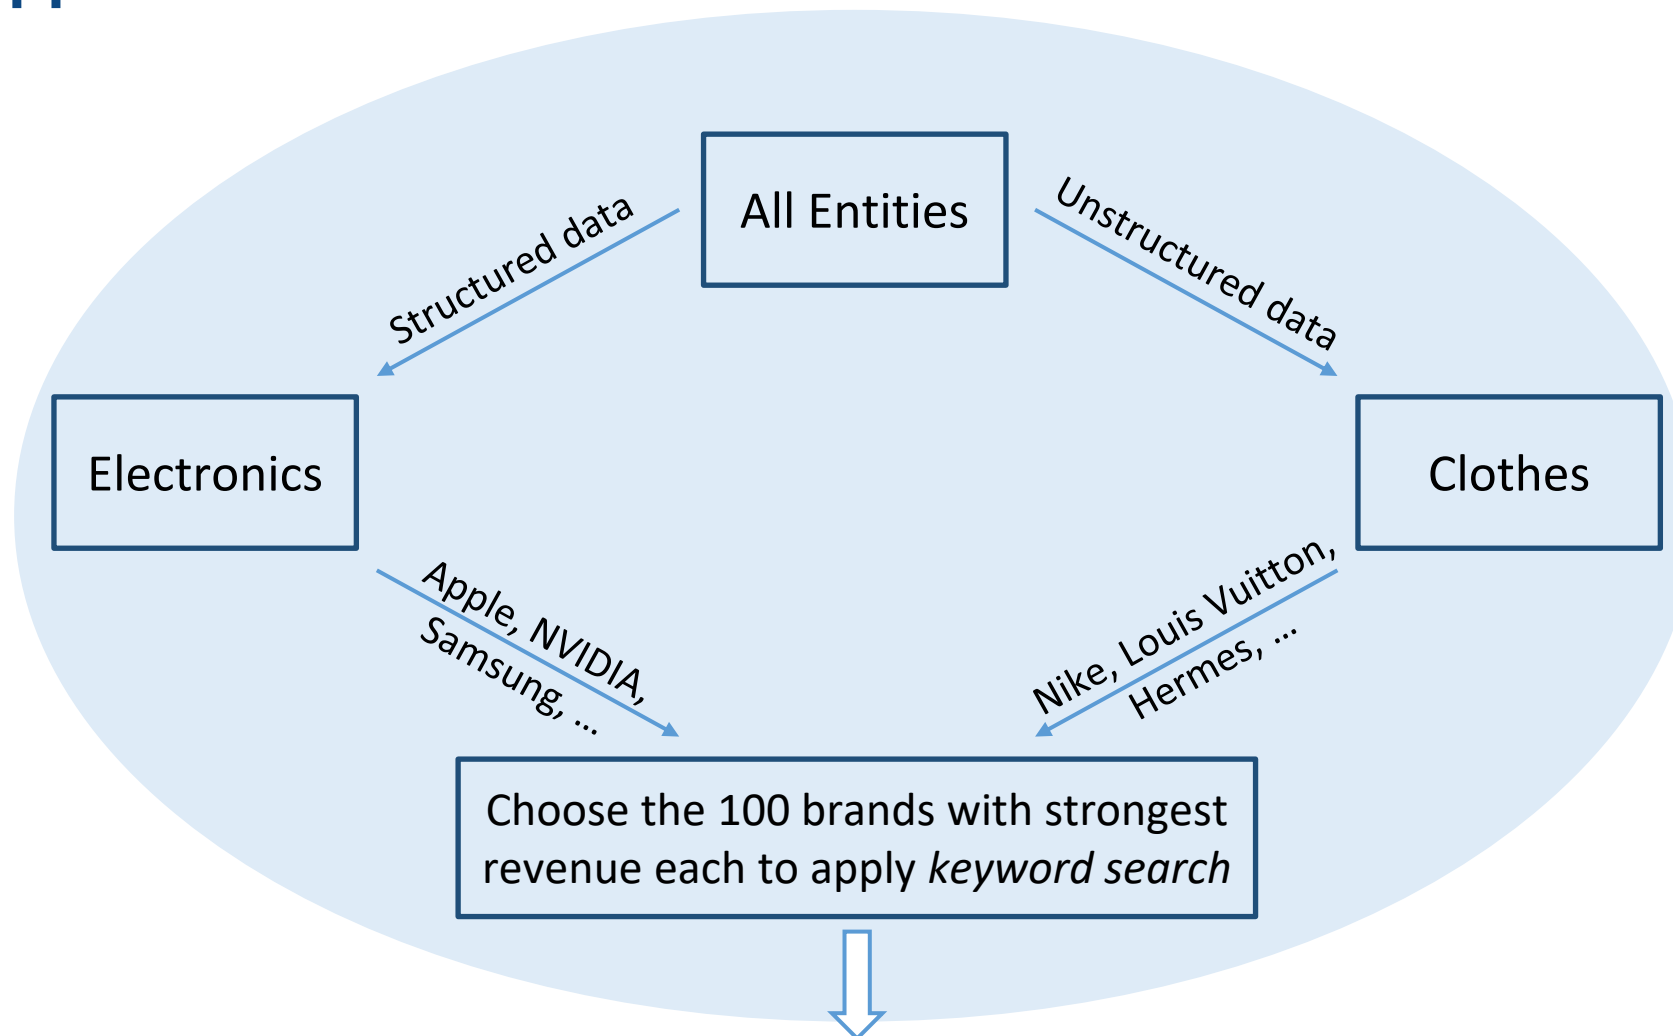 All Entities
Structured data
Unstructured data
Electronics
Clothes
Apple, NVIDIA,
Samsung, ...
Nike, Louis Vuitton,
Hermes, ...
Choose the 100 brands with strongest
revenue each to apply keyword search